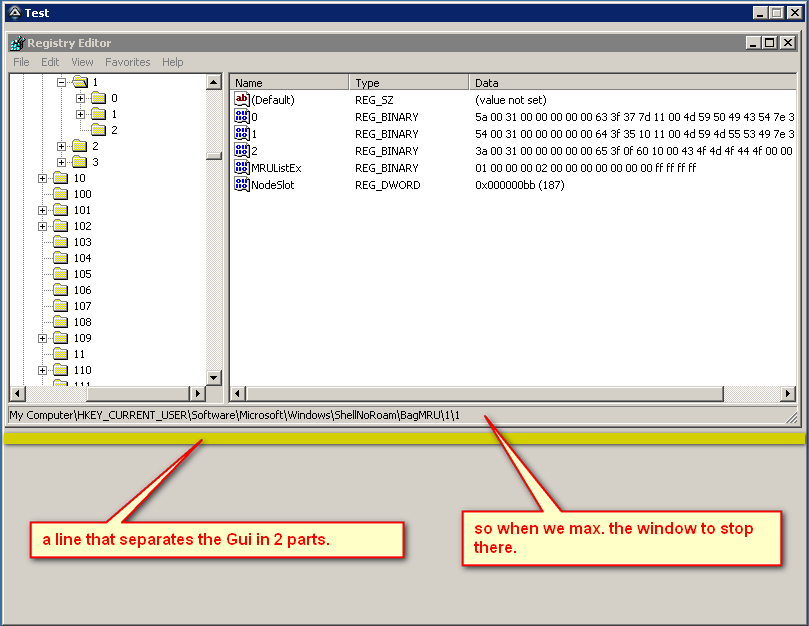 Test
Registry Editor
File Edit View Favorites Help
1
0
1
2
2
3
10
100
101
102
103
104
105
106
107
108
109
11
110
111
Name Type Data
(Default) REG_SZ (value not set)
0 REG_BINARY 5a 00 31 00 00 00 00 00 63 3f 37 7d 11 00 4d 59 50 49 43 54 7e 3
1 REG_BINARY 54 00 31 00 00 00 00 00 64 3f 35 10 11 00 4d 59 4d 55 53 49 7e 3
2 REG_BINARY 3a 00 31 00 00 00 00 00 65 3f 0f 60 10 00 43 4f 4d 4f 44 4f 00 00
MRUListEx REG_BINARY 01 00 00 00 02 00 00 00 00 00 00 00 ff ff ff ff
NodeSlot REG_DWORD 0x000000bb (187)
My Computer\HKEY_CURRENT_USER\Software\Microsoft\Windows\ShellNoRoam\BagMRU\1\1
a line that separates the Gui in 2 parts.
so when we max. the window to stop
there.